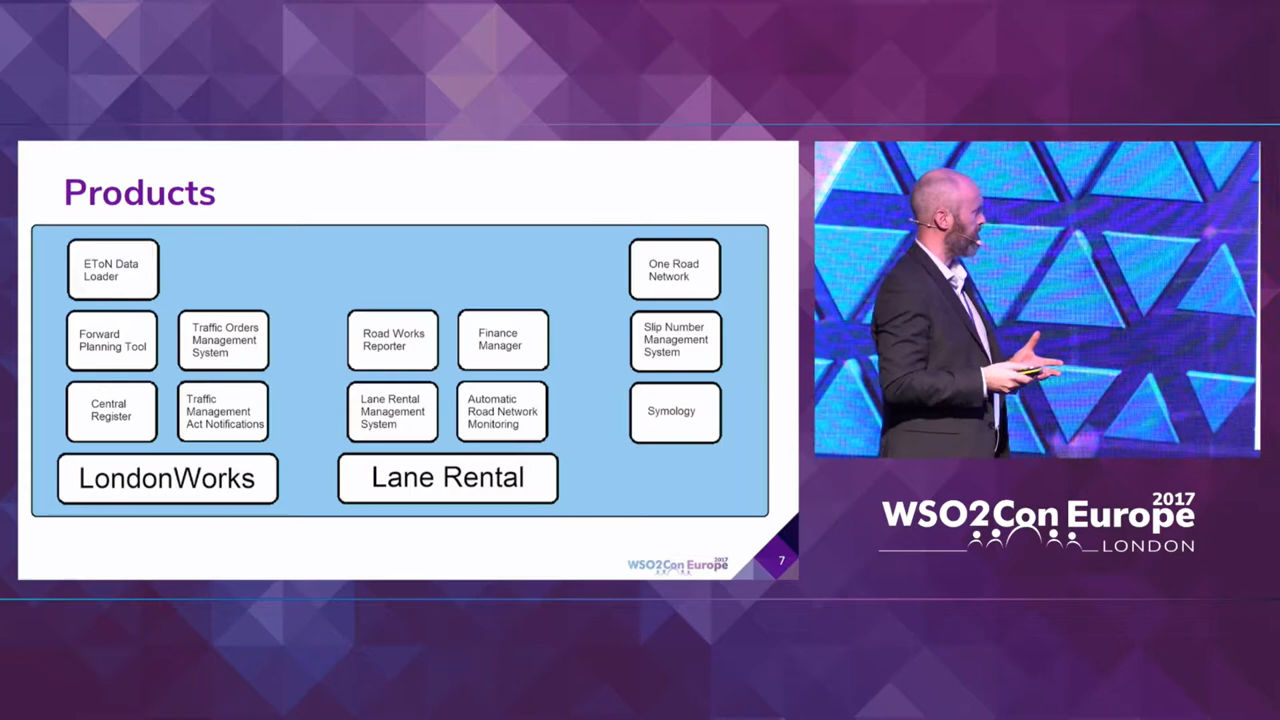 Products
EToN Data
Loader
One Road
Network
Forward
Planning Tool
Traffic Orders
Management
System
Road Works
Reporter
Finance
Manager
Slip Number
Management
System
Central
Register
Traffic
Management
Act Notifications
Lane Rental
Management
System
Automatic
Road Network
Monitoring
Symology
LondonWorks
Lane Rental
WSO2Con Europe 2017
7
WSO2Con Europe 2017
LONDON